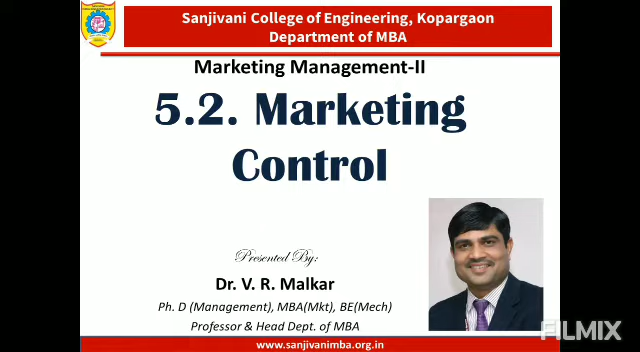 Sanjivani College of Engineering, Kopargaon
Department of MBA
Marketing Management-II
5.2. Marketing
Control
Presented By:
Dr. V. R. Malkar
Ph. D (Management), MBA(Mkt), BE(Mech)
Professor & Head Dept. of MBA
www.sanjivanimba.org.in
FILMIX